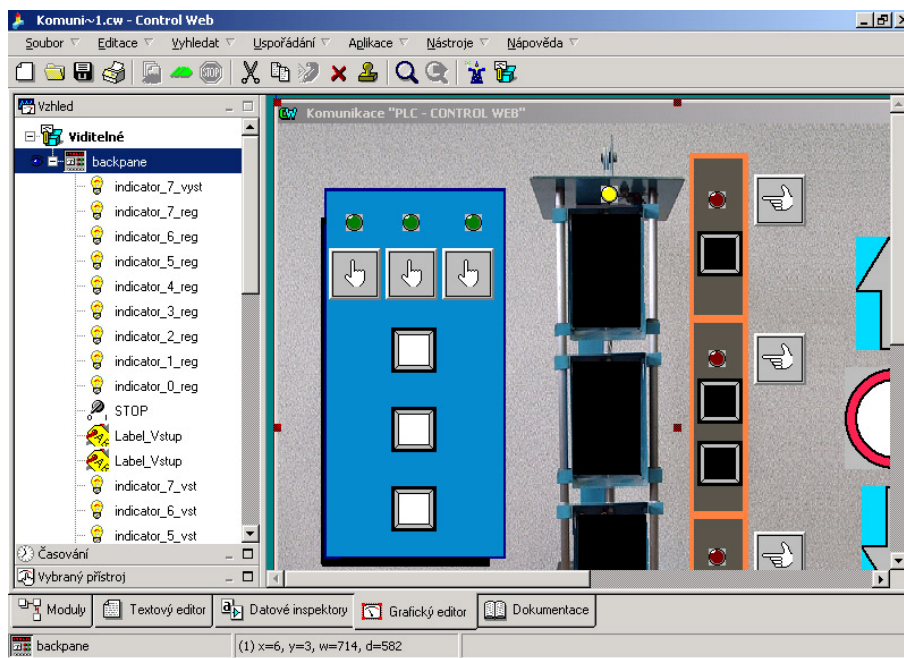 Komuni~1.cw - Control Web
Soubor Editace Vyhledat Uspořádání Aplikace Nástroje Nápověda
STOP
Vzhled
CW Komunikace "PLC - CONTROL WEB"
Viditelné
backpane
indicator_7_vyst
indicator_7_reg
indicator_6_reg
indicator_5_reg
indicator_4_reg
indicator_3_reg
indicator_2_reg
indicator_1_reg
indicator_0_reg
STOP
Label_Vstup
Label_Vstup
indicator_7_vst
indicator_6_vst
indicator_5_vst
Časování
Vybraný přístroj
Moduly Textový editor Datové inspektory Grafický editor Dokumentace
backpane (1) x=6, y=3, w=714, d=582